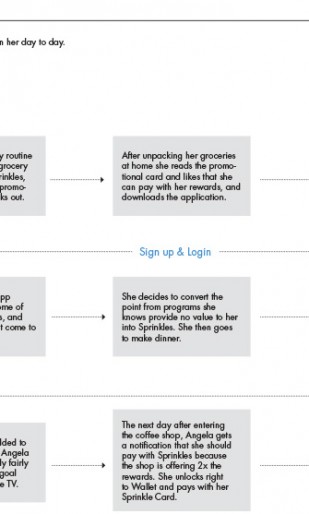 n her day to day.
y routine
grocery
rinkles,
promo-
ks out.
After unpacking her groceries
at home she reads the promo-
tional card and likes that she
can pay with her rewards, and
downloads the application.
Sign up & Login
pp
me of
s, and
t come to
She decides to convert the
point from programs she
knows provide no value to her
into Sprinkles. She then goes
to make dinner.
lded to
Angela
ly fairly
goal
e TV.
The next day after entering
the coffee shop, Angela gets
a notification that she should
pay with Sprinkles because
the shop is offering 2x the
rewards. She unlocks right
to Wallet and pays with her
Sprinkle Card.